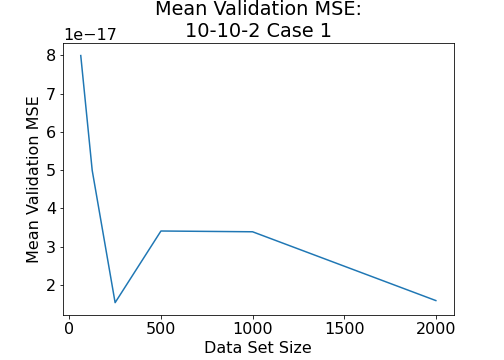 Mean Validation MSE:
10-10-2 Case 1
1e−17
8
7
6
5
4
3
2
Mean Validation MSE
0 500 1000 1500 2000
Data Set Size